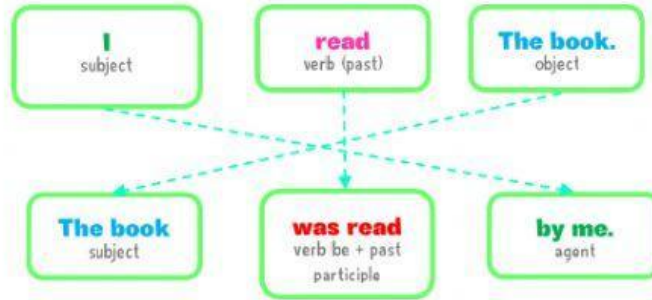 I
subject
read
verb (past)
The book.
object
The book
subject
was read
verb be + past
participle
by me.
agent